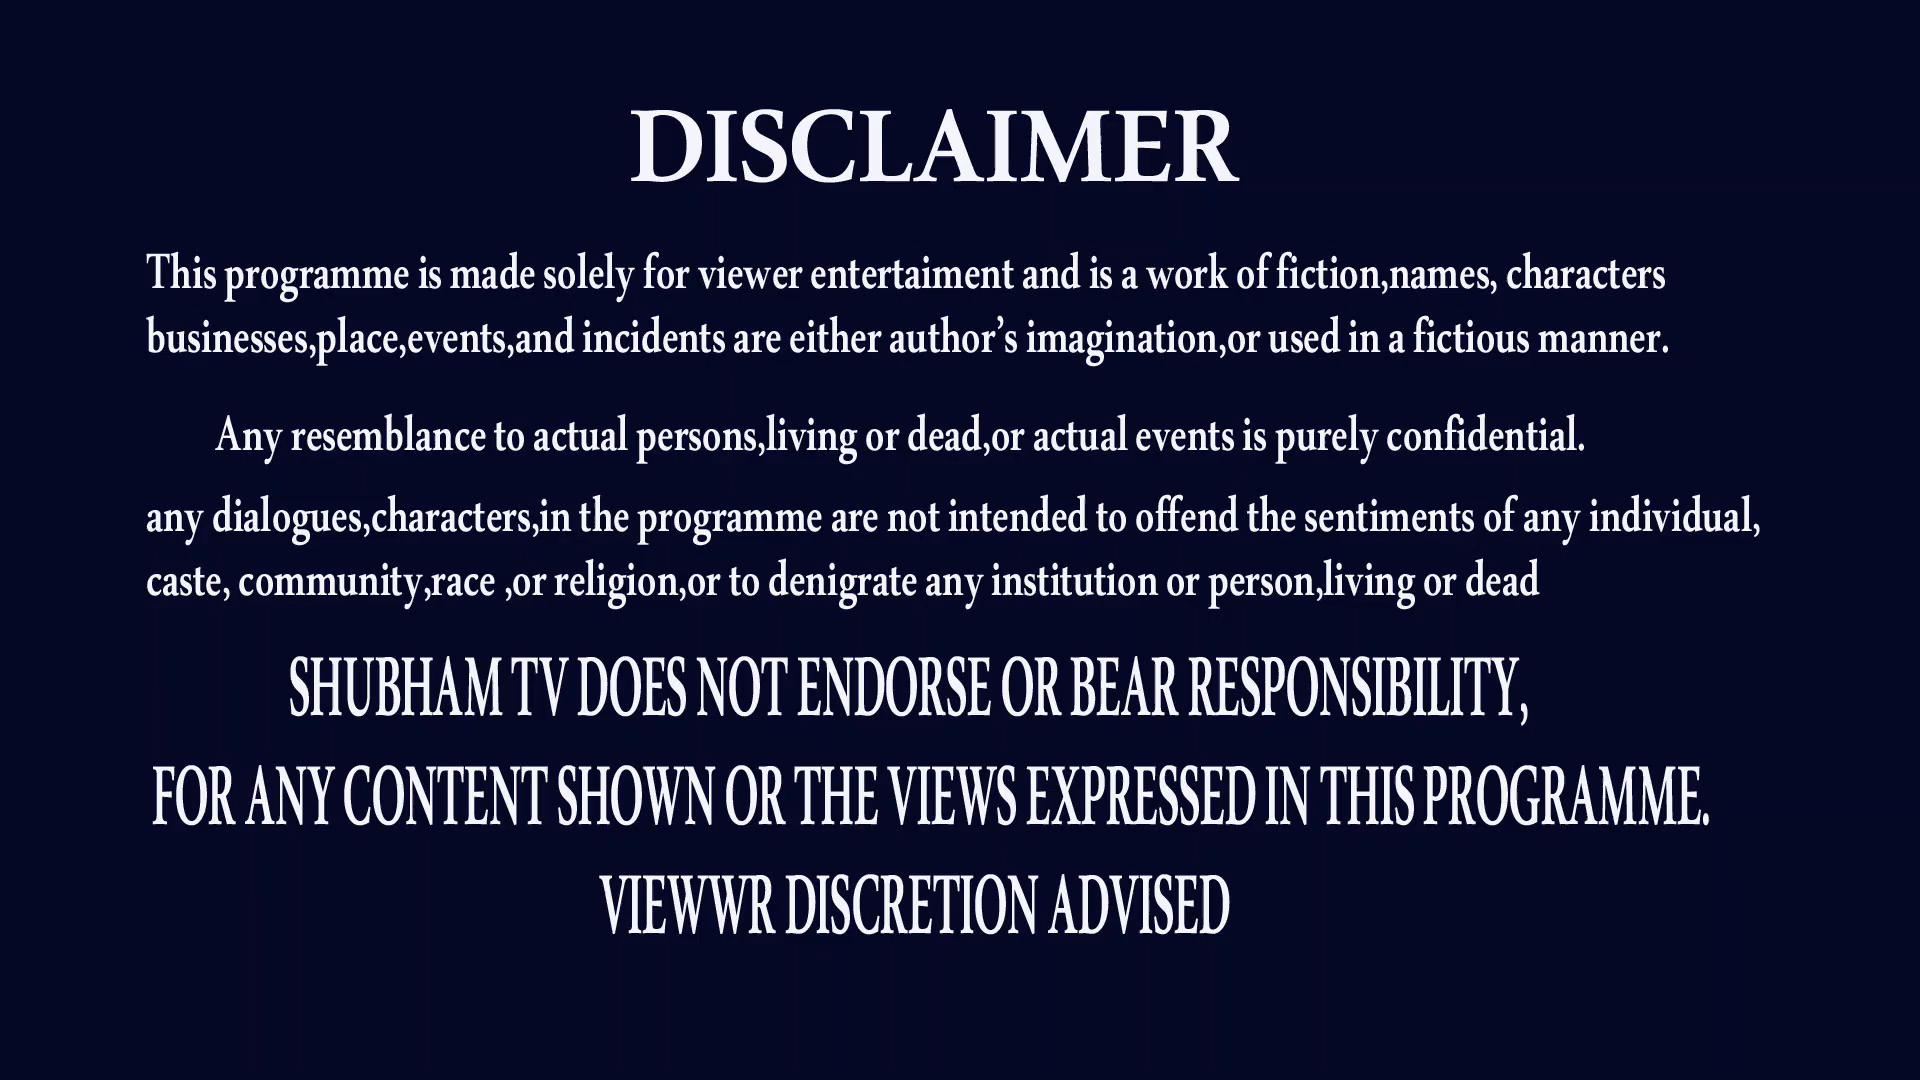 DISCLAIMER
This programme is made solely for viewer entertaiment and is a work of fiction,names, characters
businesses,place,events,and incidents are either author’s imagination,or used in a fictious manner.
Any resemblance to actual persons,living or dead,or actual events is purely confidential.
any dialogues,characters,in the programme are not intended to offend the sentiments of any individual,
caste, community,race ,or religion,or to denigrate any institution or person,living or dead
SHUBHAM TV DOES NOT ENDORSE OR BEAR RESPONSIBILITY,
FOR ANY CONTENT SHOWN OR THE VIEWS EXPRESSED IN THIS PROGRAMME.
VIEWWR DISCRETION ADVISED